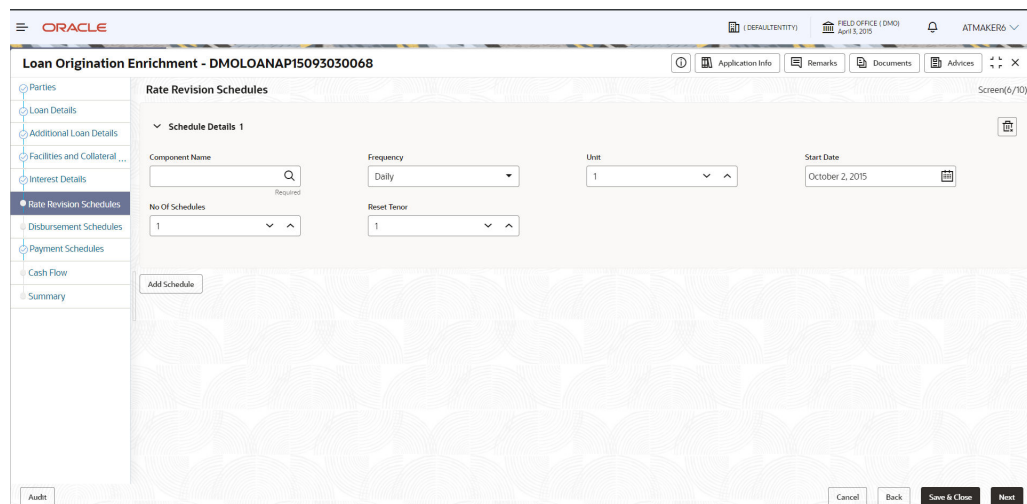 ORACLE
( DEFAULTENTITY)
FIELD OFFICE ( DMO)
April 3, 2015
ATMAKER6
Loan Origination Enrichment - DMOLOANAP15093030068
Application Info
Remarks
Documents
Advices
Parties
Loan Details
Additional Loan Details
Facilities and Collateral ...
Interest Details
Rate Revision Schedules
Disbursement Schedules
Payment Schedules
Cash Flow
Summary
Rate Revision Schedules
Screen(6/10)
Schedule Details 1
Component Name
Required
Frequency
Daily
Unit
1
Start Date
October 2, 2015
No Of Schedules
1
Reset Tenor
1
Add Schedule
Audit
Cancel
Back
Save & Close
Next